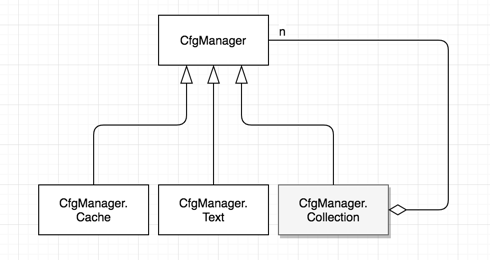 CfgManager
n
CfgManager.
Cache
CfgManager.
Text
CfgManager.
Collection